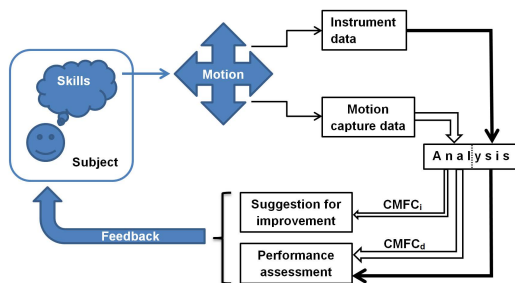 Instrument
data
Skills
Motion
Motion
capture data
Subject
Analysis
CMFCi
Suggestion for
improvement
Feedback
CMFCd
Performance
assessment